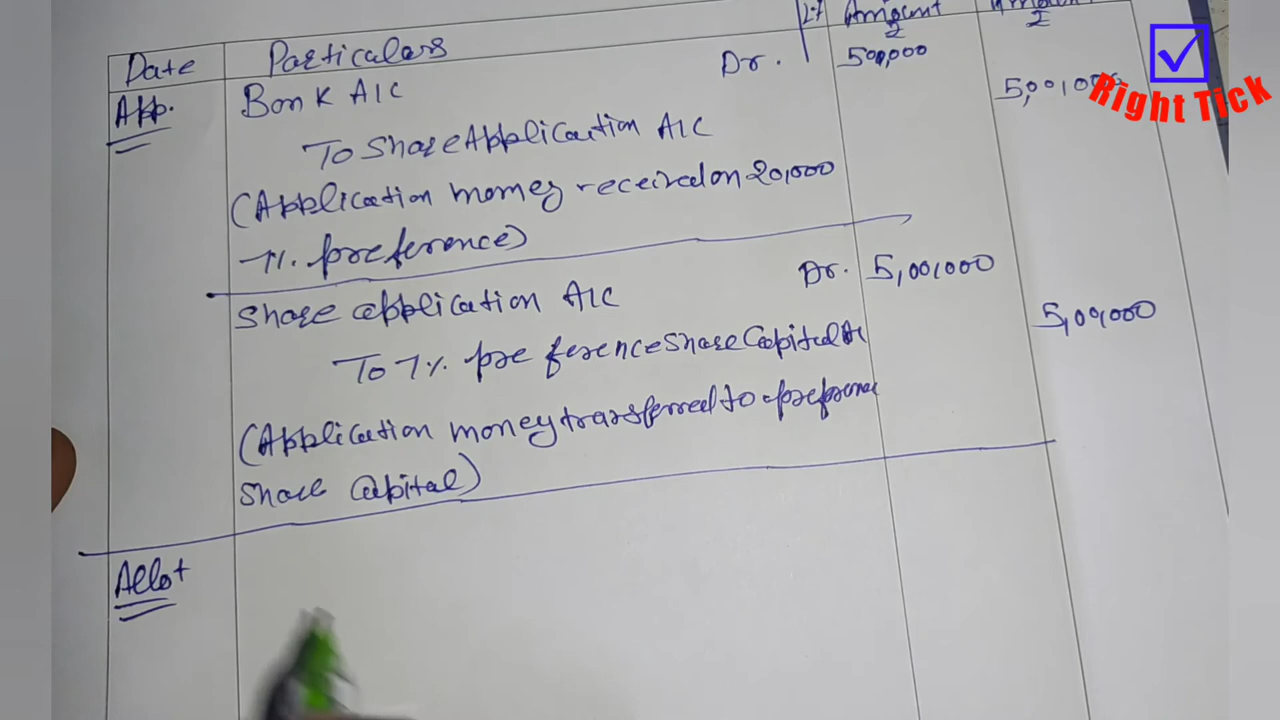 Date Particulars L.f Amount Amount
₹ ₹
App. Bank A/C Dr. 500,000
To Share Application A/C 5,00,000
(Application money received on 20,000
7%. preference)
Share application A/C Dr. 5,00,000
To 7%. preference Share Capital A/c 5,00,000
(Application money transferred to preference
Share Capital)
Allot
Right Tick